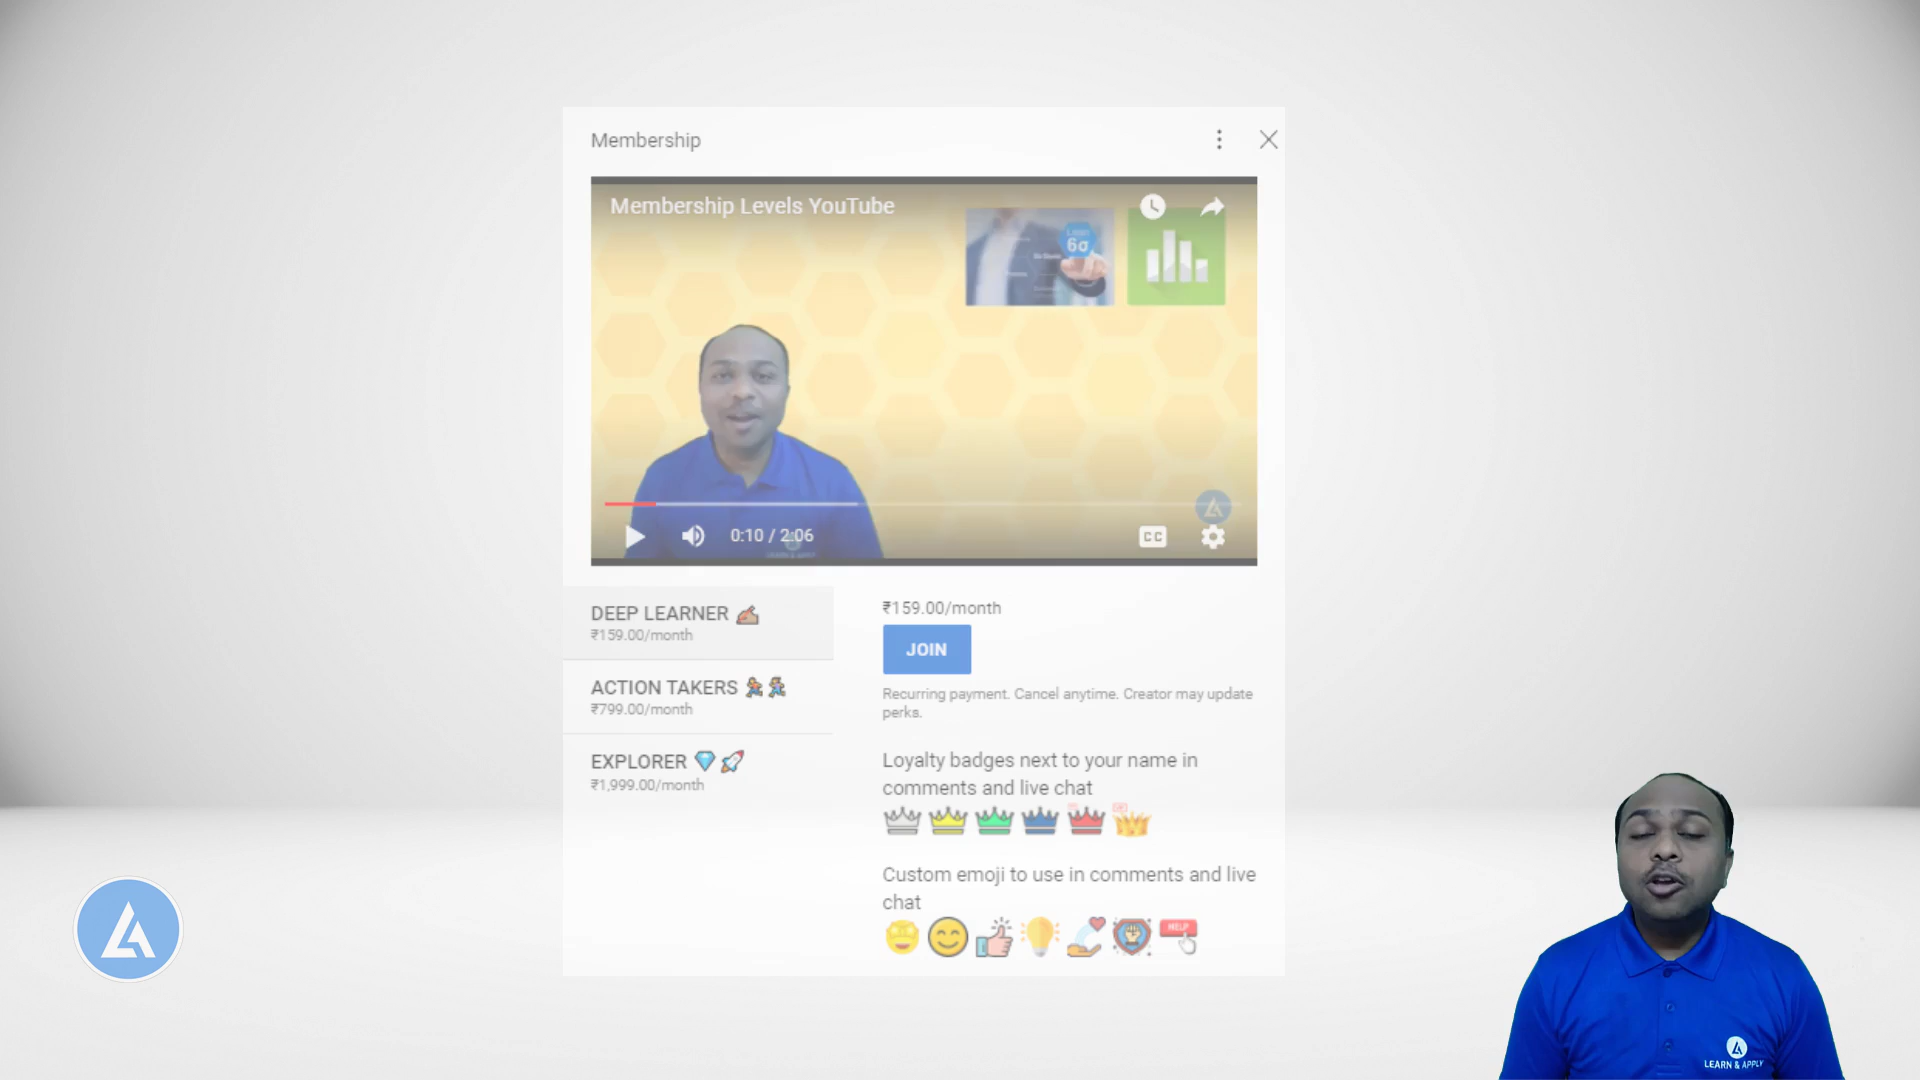 Membership
Membership Levels YouTube
6σ
0:10 / 2:06
CC
DEEP LEARNER
₹159.00/month
ACTION TAKERS
₹799.00/month
EXPLORER
₹1,999.00/month
₹159.00/month
JOIN
Recurring payment. Cancel anytime. Creator may update
perks.
Loyalty badges next to your name in
comments and live chat
Custom emoji to use in comments and live
chat
HELP
LEARN & APPLY